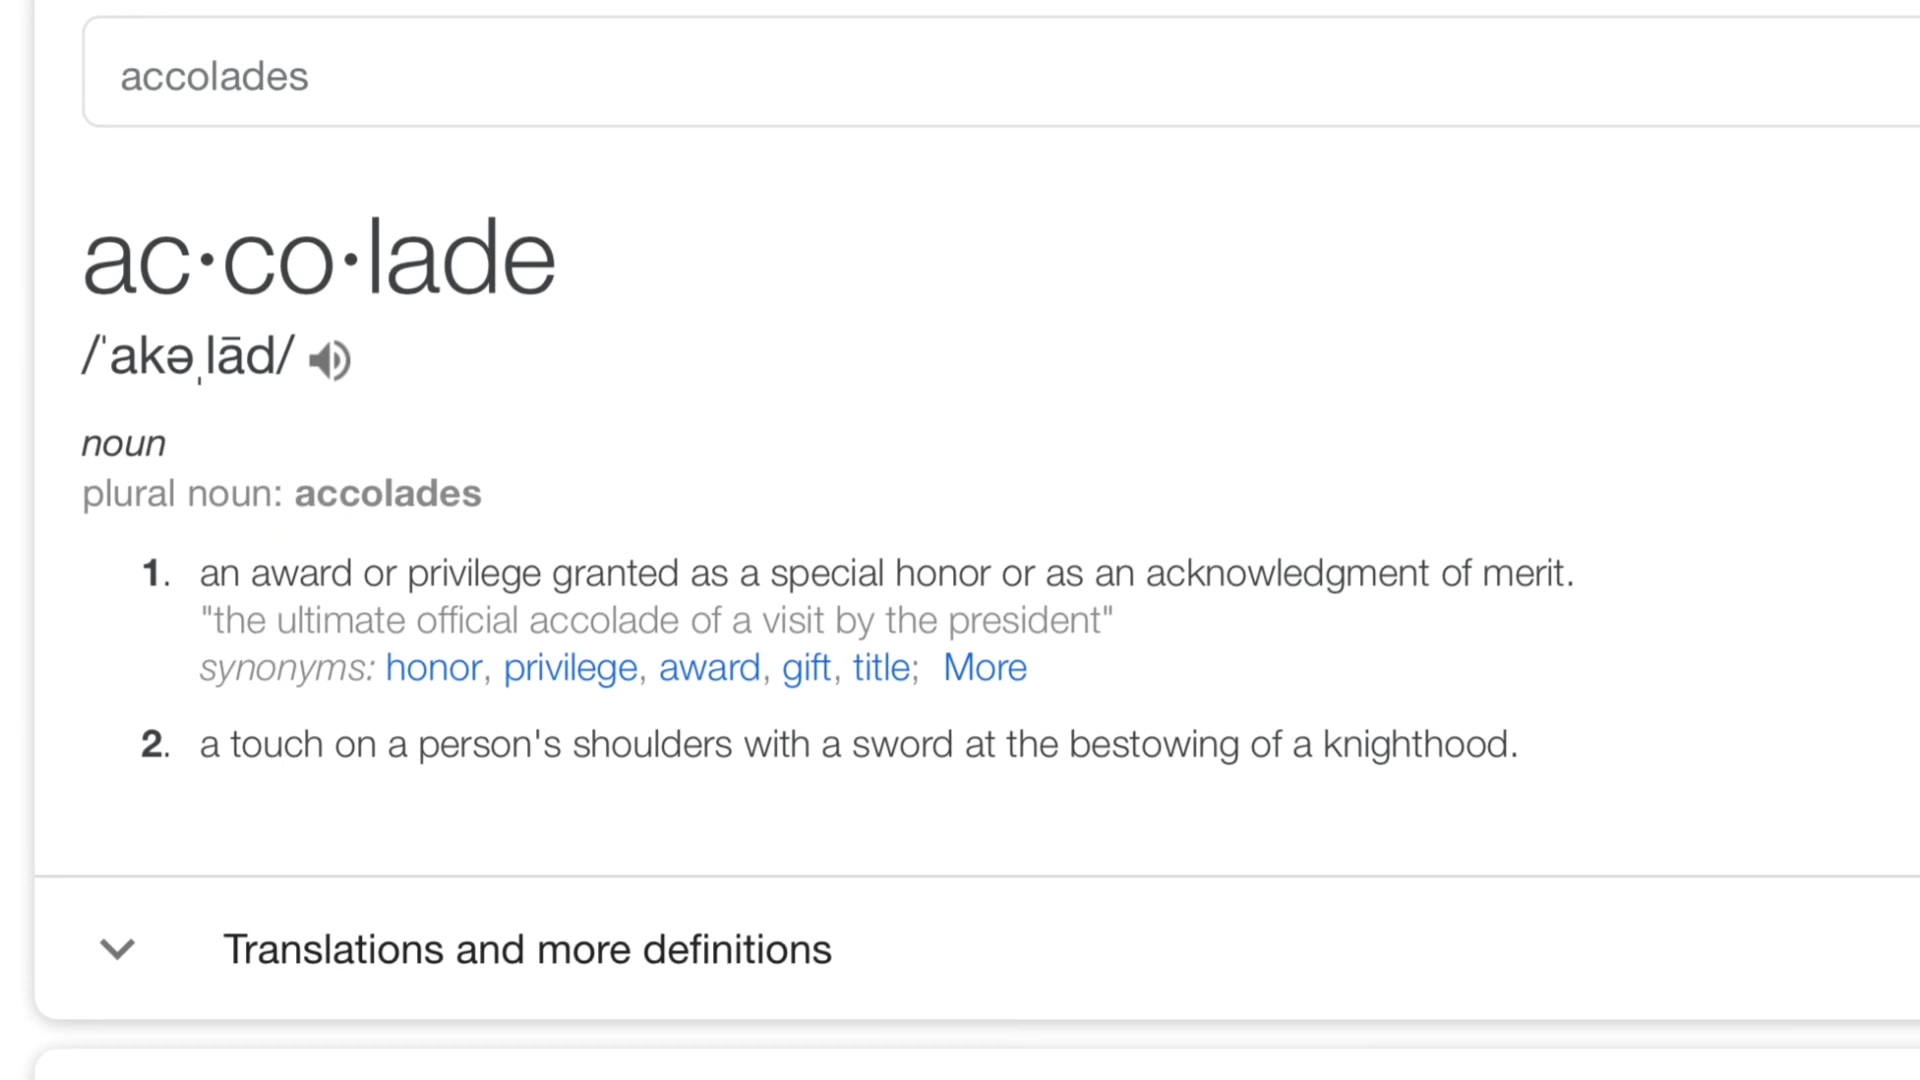 accolades
ac·co·lade
/ˈakəˌlād/
noun
plural noun: accolades
1. an award or privilege granted as a special honor or as an acknowledgment of merit.
"the ultimate official accolade of a visit by the president"
synonyms: honor, privilege, award, gift, title; More
2. a touch on a person's shoulders with a sword at the bestowing of a knighthood.
Translations and more definitions